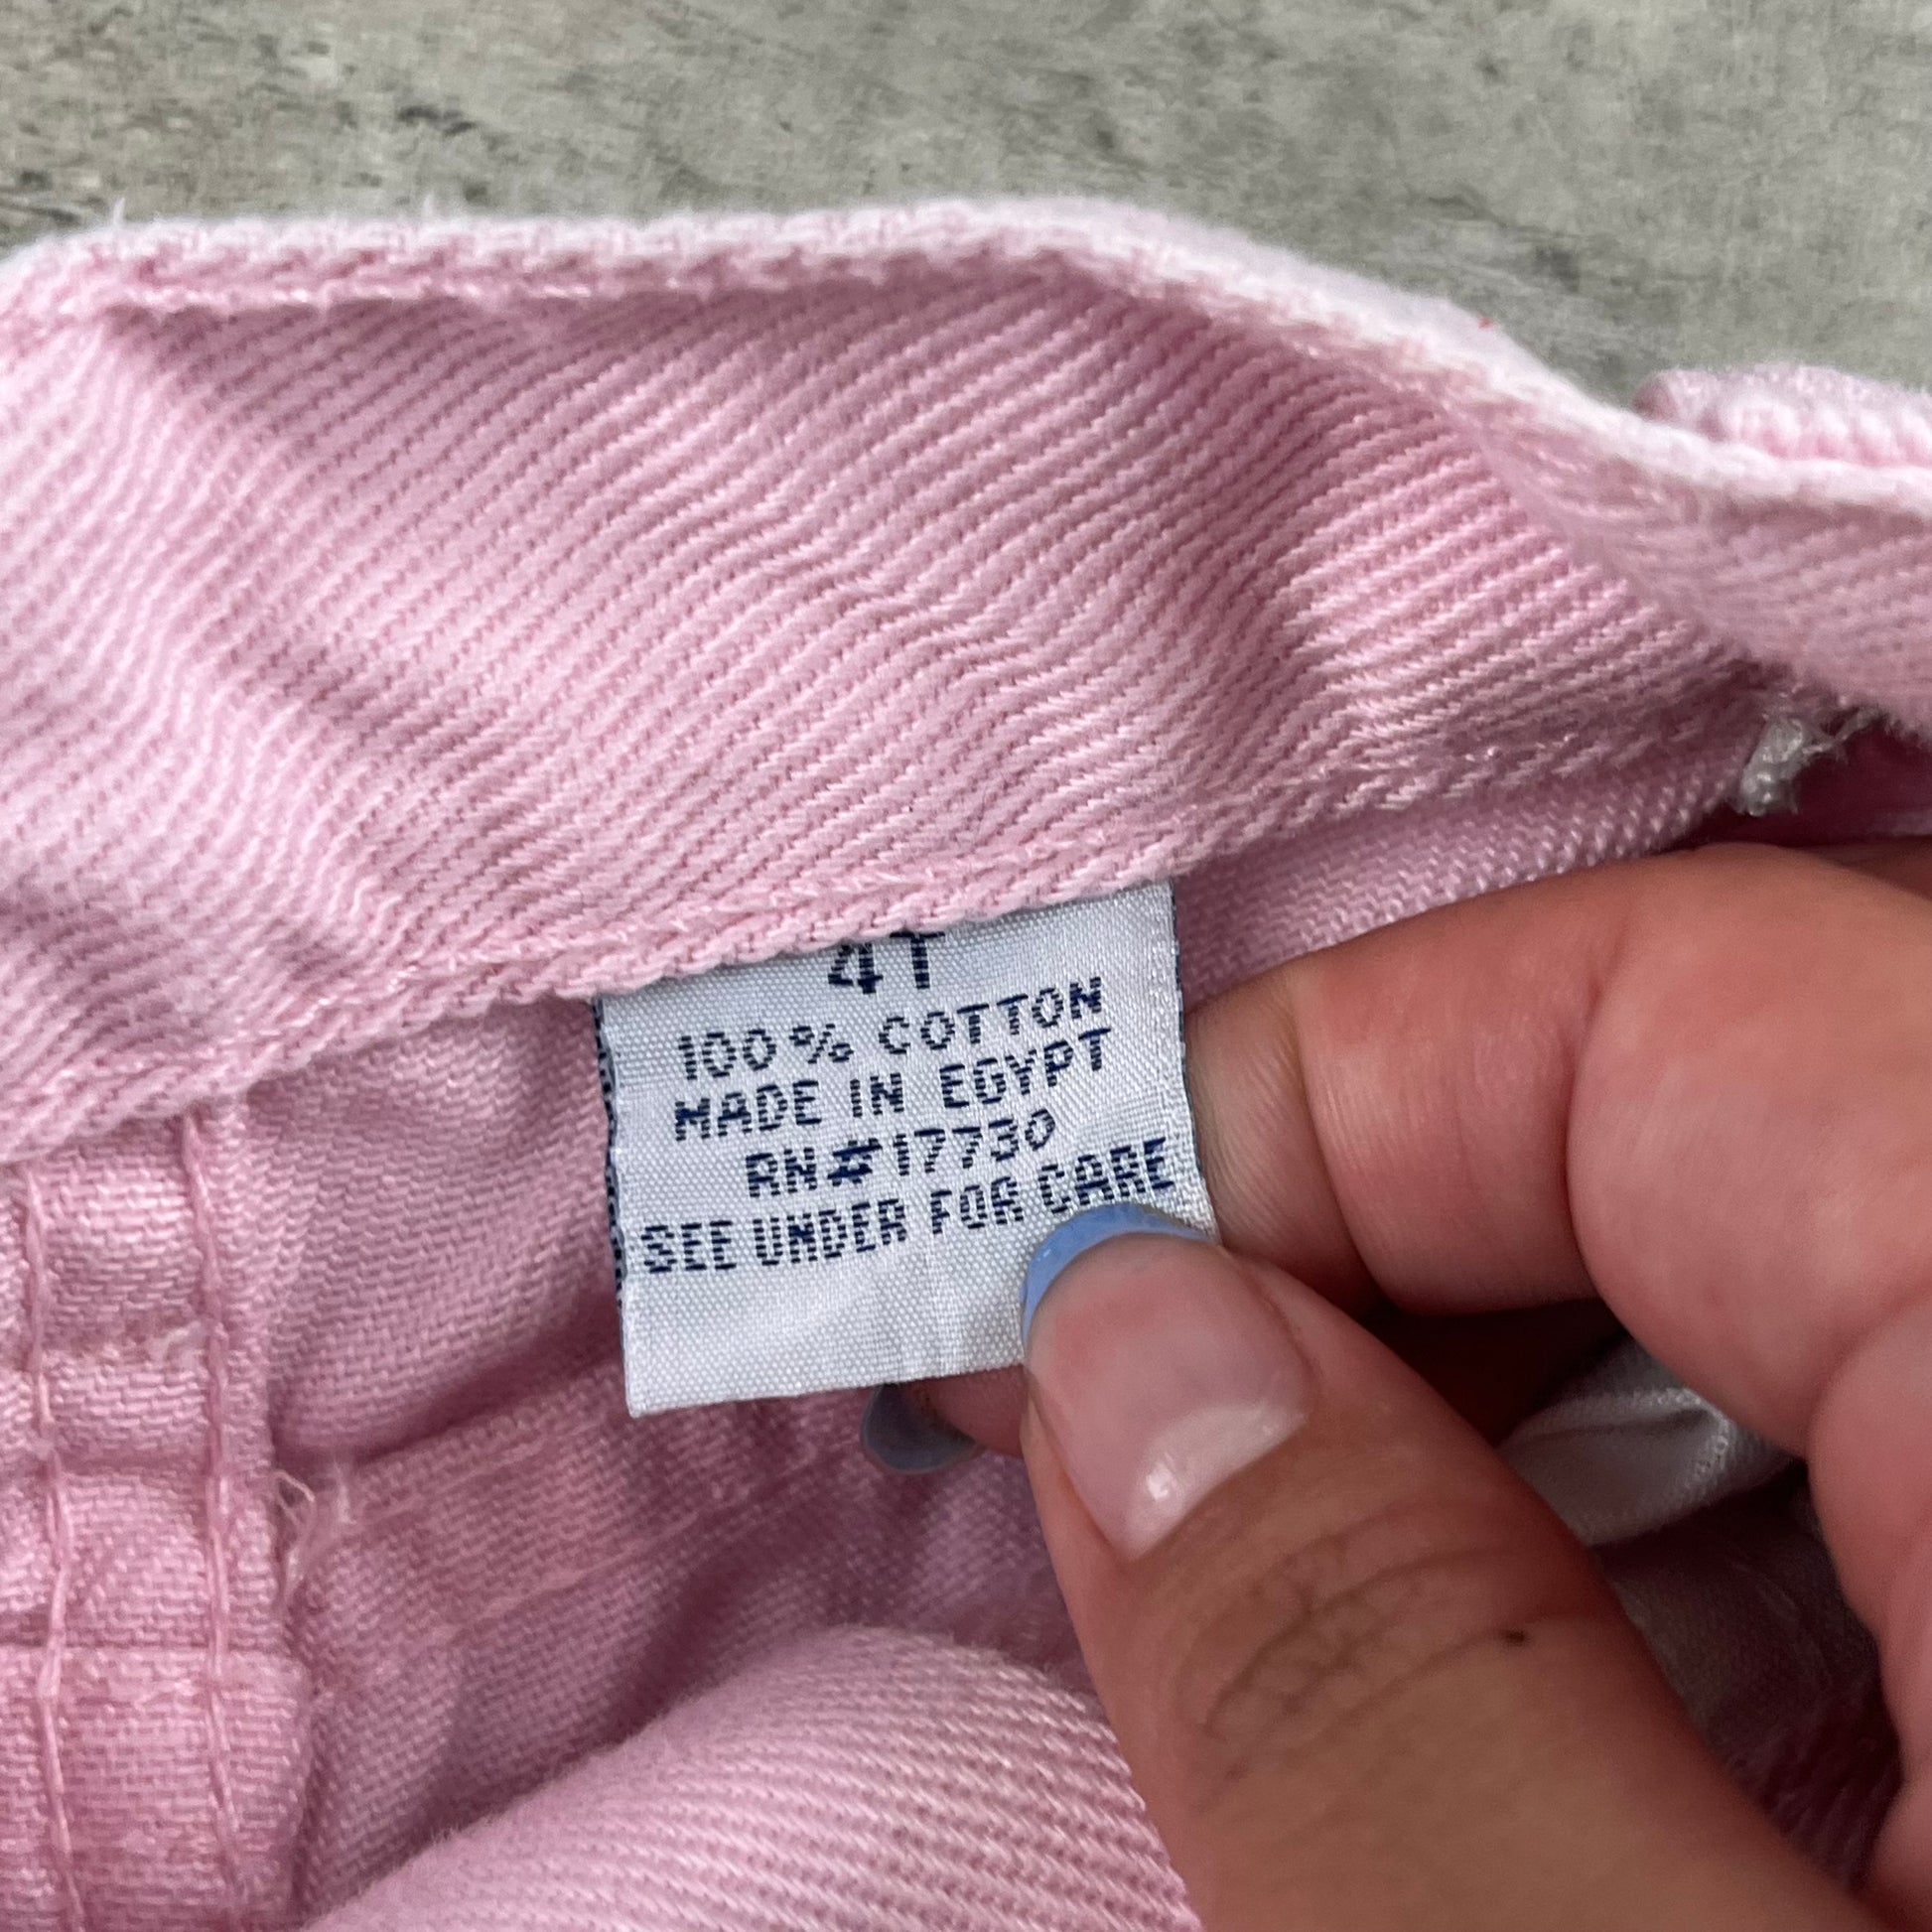 4T
100% COTTON
MADE IN EGYPT
RN#17730
SEE UNDER FOR CARE